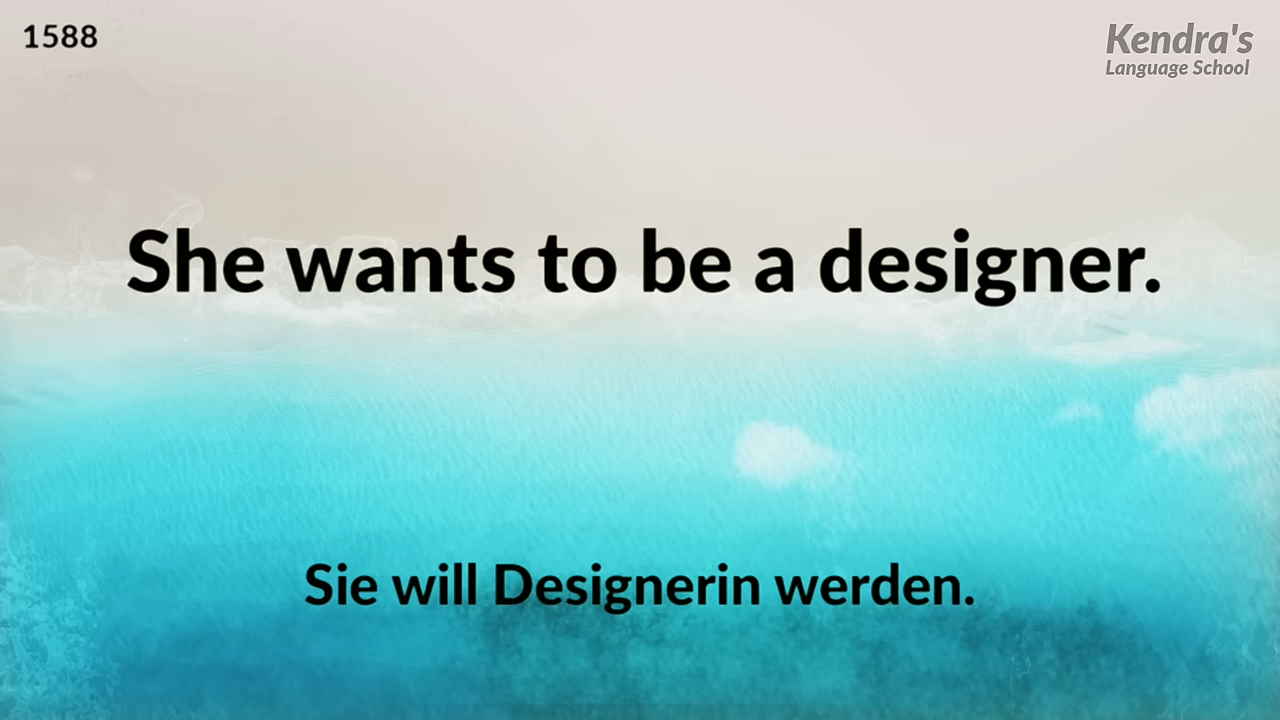 1588
Kendra's
Language School
She wants to be a designer.
Sie will Designerin werden.